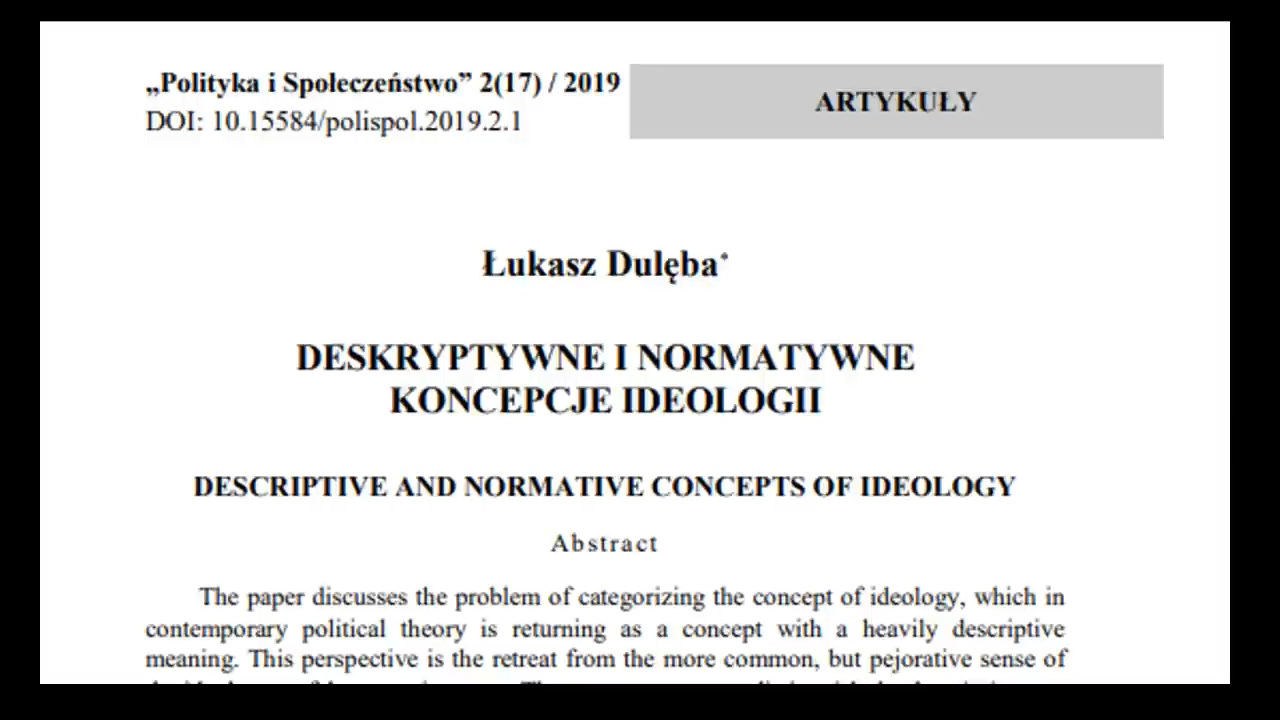 „Polityka i Społeczeństwo” 2(17) / 2019
DOI: 10.15584/polispol.2019.2.1
ARTYKUŁY
Łukasz Dulęba*
DESKRYPTYWNE I NORMATYWNE
KONCEPCJE IDEOLOGII
DESCRIPTIVE AND NORMATIVE CONCEPTS OF IDEOLOGY
Abstract
The paper discusses the problem of categorizing the concept of ideology, which in
contemporary political theory is returning as a concept with a heavily descriptive
meaning. This perspective is the retreat from the more common, but pejorative sense of